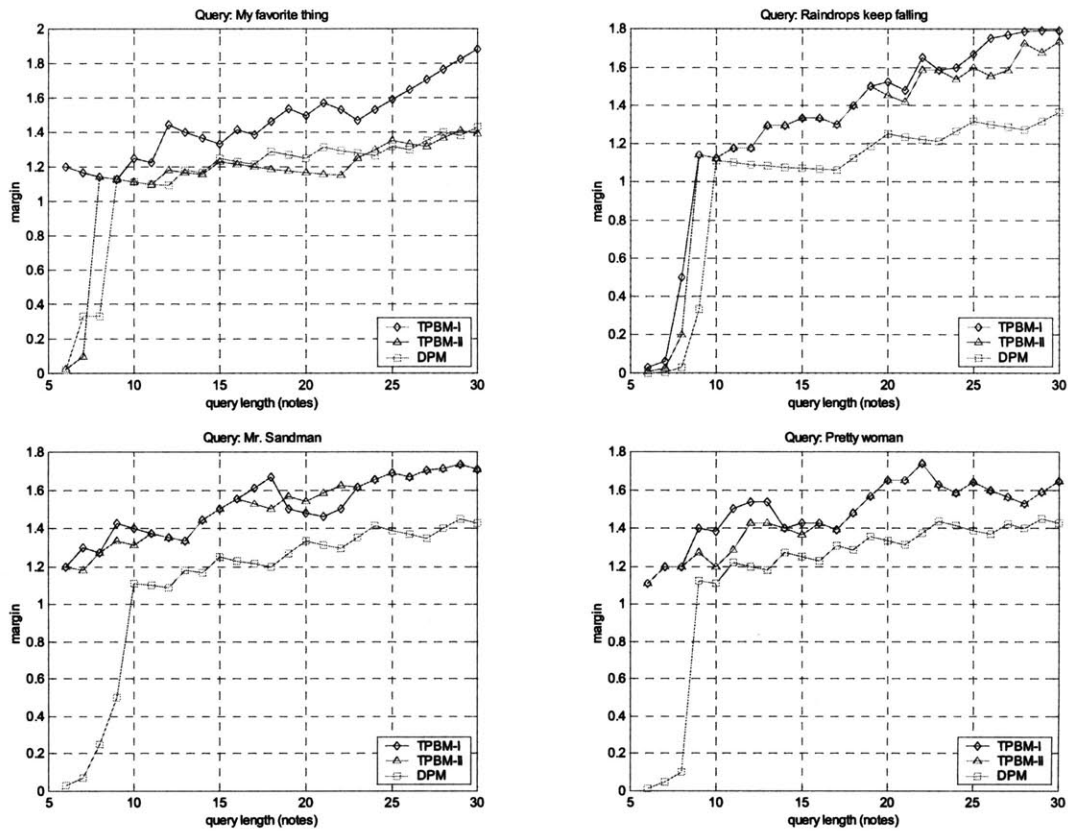 Query: My favorite thing
2
1.8
1.6
1.4
1.2
1
0.8
0.6
0.4
0.2
0
margin
5
10
15
20
25
30
query length (notes)
TPBM-I
TPBM-II
DPM
Query: Raindrops keep falling
1.8
1.6
1.4
1.2
1
0.8
0.6
0.4
0.2
0
margin
5
10
15
20
25
30
query length (notes)
TPBM-I
TPBM-II
DPM
Query: Mr. Sandman
1.8
1.6
1.4
1.2
1
0.8
0.6
0.4
0.2
0
margin
5
10
15
20
25
30
query length (notes)
TPBM-I
TPBM-II
DPM
Query: Pretty woman
1.8
1.6
1.4
1.2
1
0.8
0.6
0.4
0.2
0
margin
5
10
15
20
25
30
query length (notes)
TPBM-I
TPBM-II
DPM